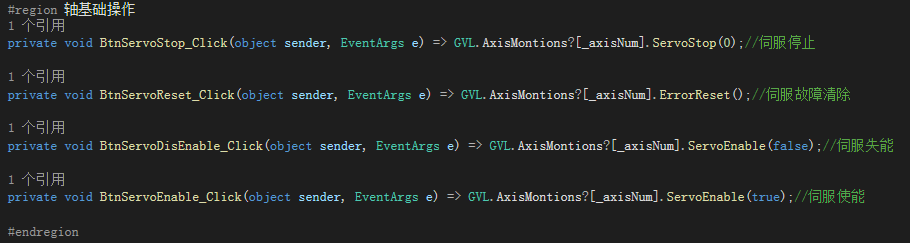 #region 轴基础操作
1 个引用
private void BtnServoStop_Click(object sender, EventArgs e) => GVL.AxisMontions?[_axisNum].ServoStop(0);//伺服停止
1 个引用
private void BtnServoReset_Click(object sender, EventArgs e) => GVL.AxisMontions?[_axisNum].ErrorReset();//伺服故障清除
1 个引用
private void BtnServoDisEnable_Click(object sender, EventArgs e) => GVL.AxisMontions?[_axisNum].ServoEnable(false);//伺服失能
1 个引用
private void BtnServoEnable_Click(object sender, EventArgs e) => GVL.AxisMontions?[_axisNum].ServoEnable(true);//伺服使能
#endregion